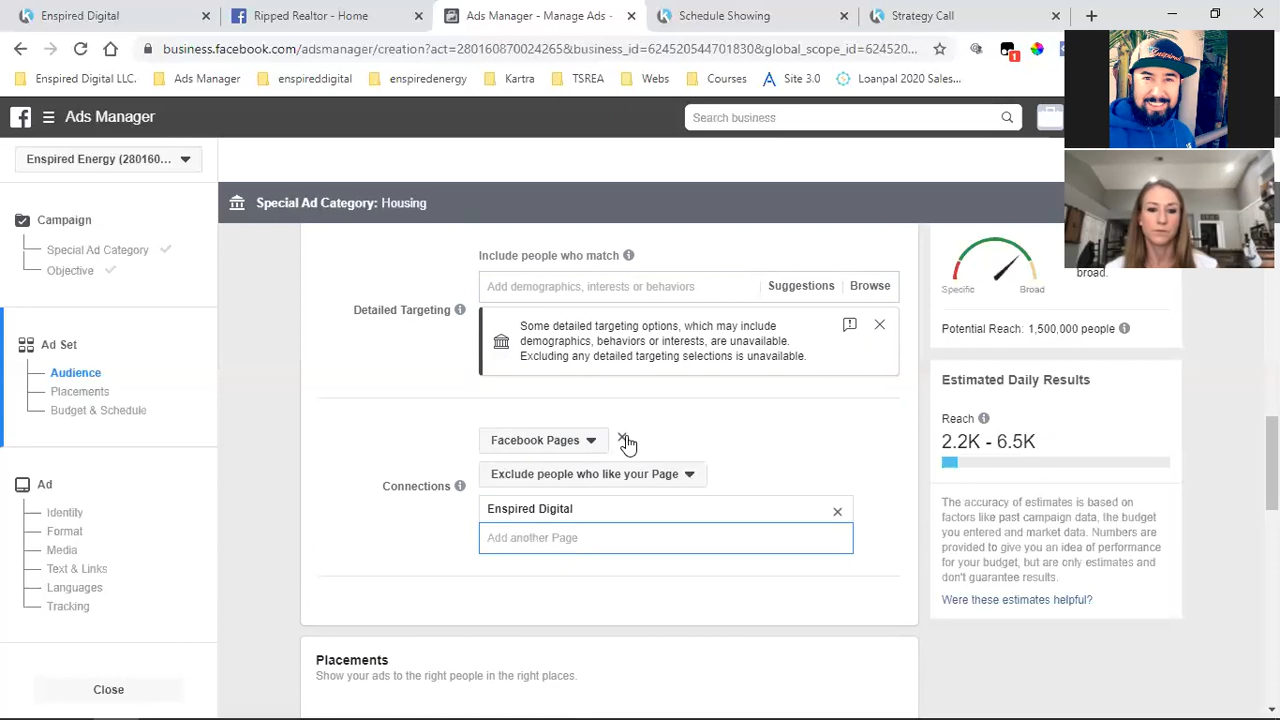 Enspired Digital
Ripped Realtor - Home
Ads Manager - Manage Ads -
Schedule Showing
Strategy Call
business.facebook.com/adsmanager/creation?act=280160870024265&business_id=624520544701830&global_scope_id=62452...
Enspired Digital LLC.
Ads Manager
enspireddigital
enspiredenergy
Kartra
TSREA
Webs
Courses
Site 3.0
Lonpal 2020 Sales...
Ads Manager
Search business
Enspired Energy (280160...
Special Ad Category: Housing
Campaign
Special Ad Category
Objective
Ad Set
Audience
Placements
Budget & Schedule
Ad
Identity
Format
Media
Text & Links
Languages
Tracking
Close
Include people who match
Add demographics, interests or behaviors
Suggestions
Browse
Detailed Targeting
Some detailed targeting options, which may include
demographics, behaviors or interests, are unavailable.
Excluding any detailed targeting selections is unavailable.
Facebook Pages
Exclude people who like your Page
Connections
Enspired Digital
Add another Page
Placements
Show your ads to the right people in the right places.
broad.
Specific
Broad
Potential Reach: 1,500,000 people
Estimated Daily Results
Reach
2.2K - 6.5K
The accuracy of estimates is based on
factors like past campaign data, the budget
you entered and market data. Numbers are
provided to give you an idea of performance
for your budget, but are only estimates and
don't guarantee results.
Were these estimates helpful?